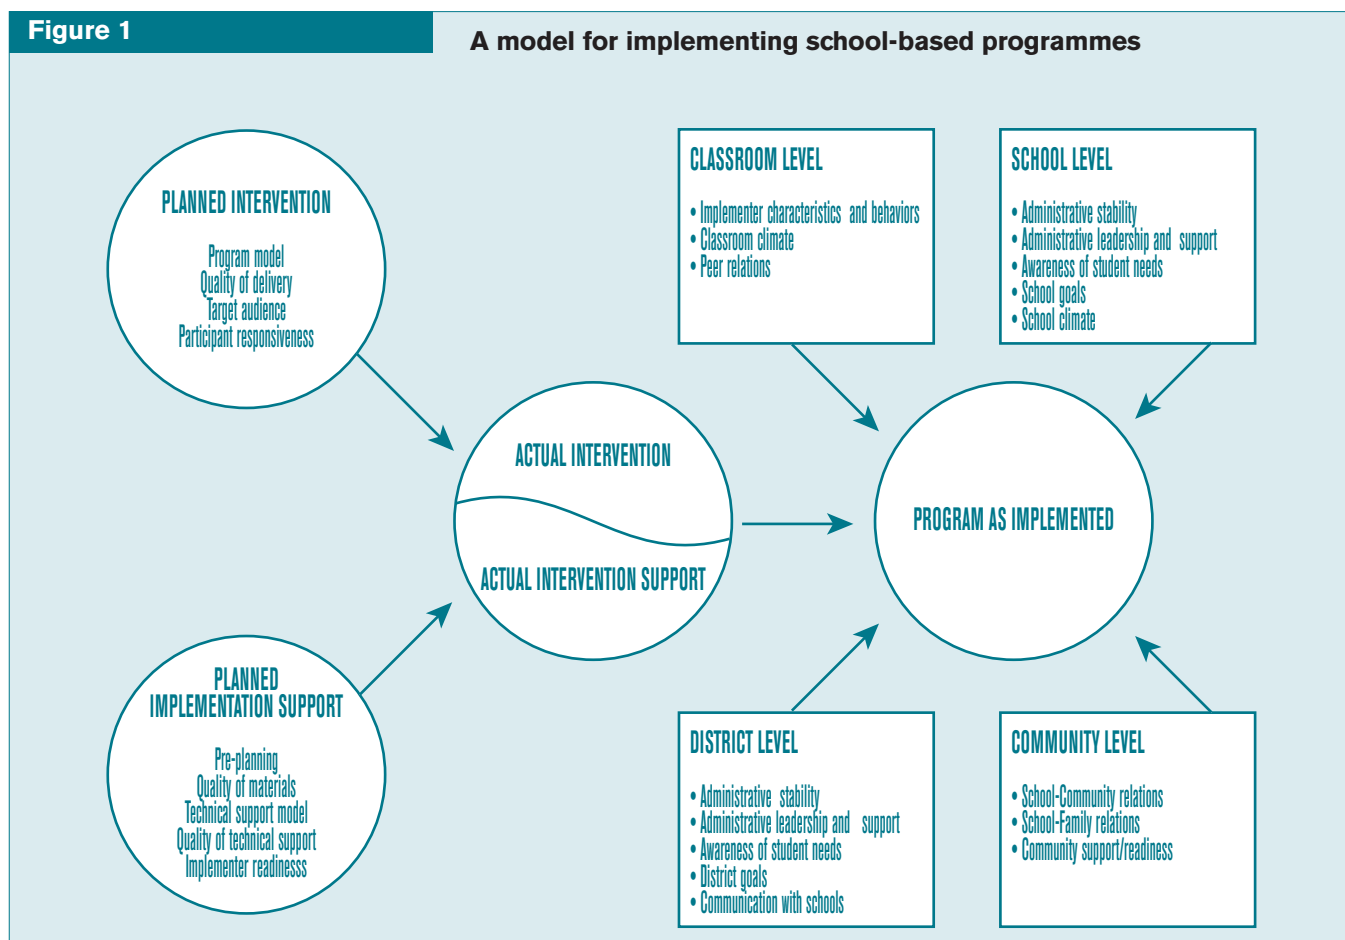 Figure 1
A model for implementing school-based programmes
PLANNED INTERVENTION
Program model
Quality of delivery
Target audience
Participant responsiveness
PLANNED
IMPLEMENTATION SUPPORT
Pre-planning
Quality of materials
Technical support model
Quality of technical support
Implementer readinesss
ACTUAL INTERVENTION
ACTUAL INTERVENTION SUPPORT
CLASSROOM LEVEL
• Implementer characteristics and behaviors
• Classroom climate
• Peer relations
SCHOOL LEVEL
• Administrative stability
• Administrative leadership and support
• Awareness of student needs
• School goals
• School climate
PROGRAM AS IMPLEMENTED
DISTRICT LEVEL
• Administrative stability
• Administrative leadership and support
• Awareness of student needs
• District goals
• Communication with schools
COMMUNITY LEVEL
• School-Community relations
• School-Family relations
• Community support/readiness